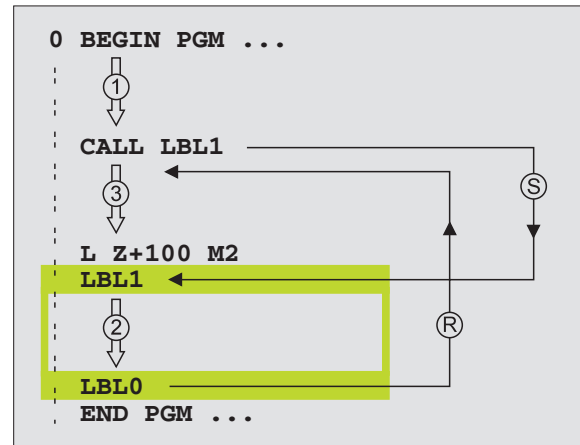 0 BEGIN PGM ...
1
CALL LBL1
S
3
L Z+100 M2
LBL1
2
R
LBL0
END PGM ...